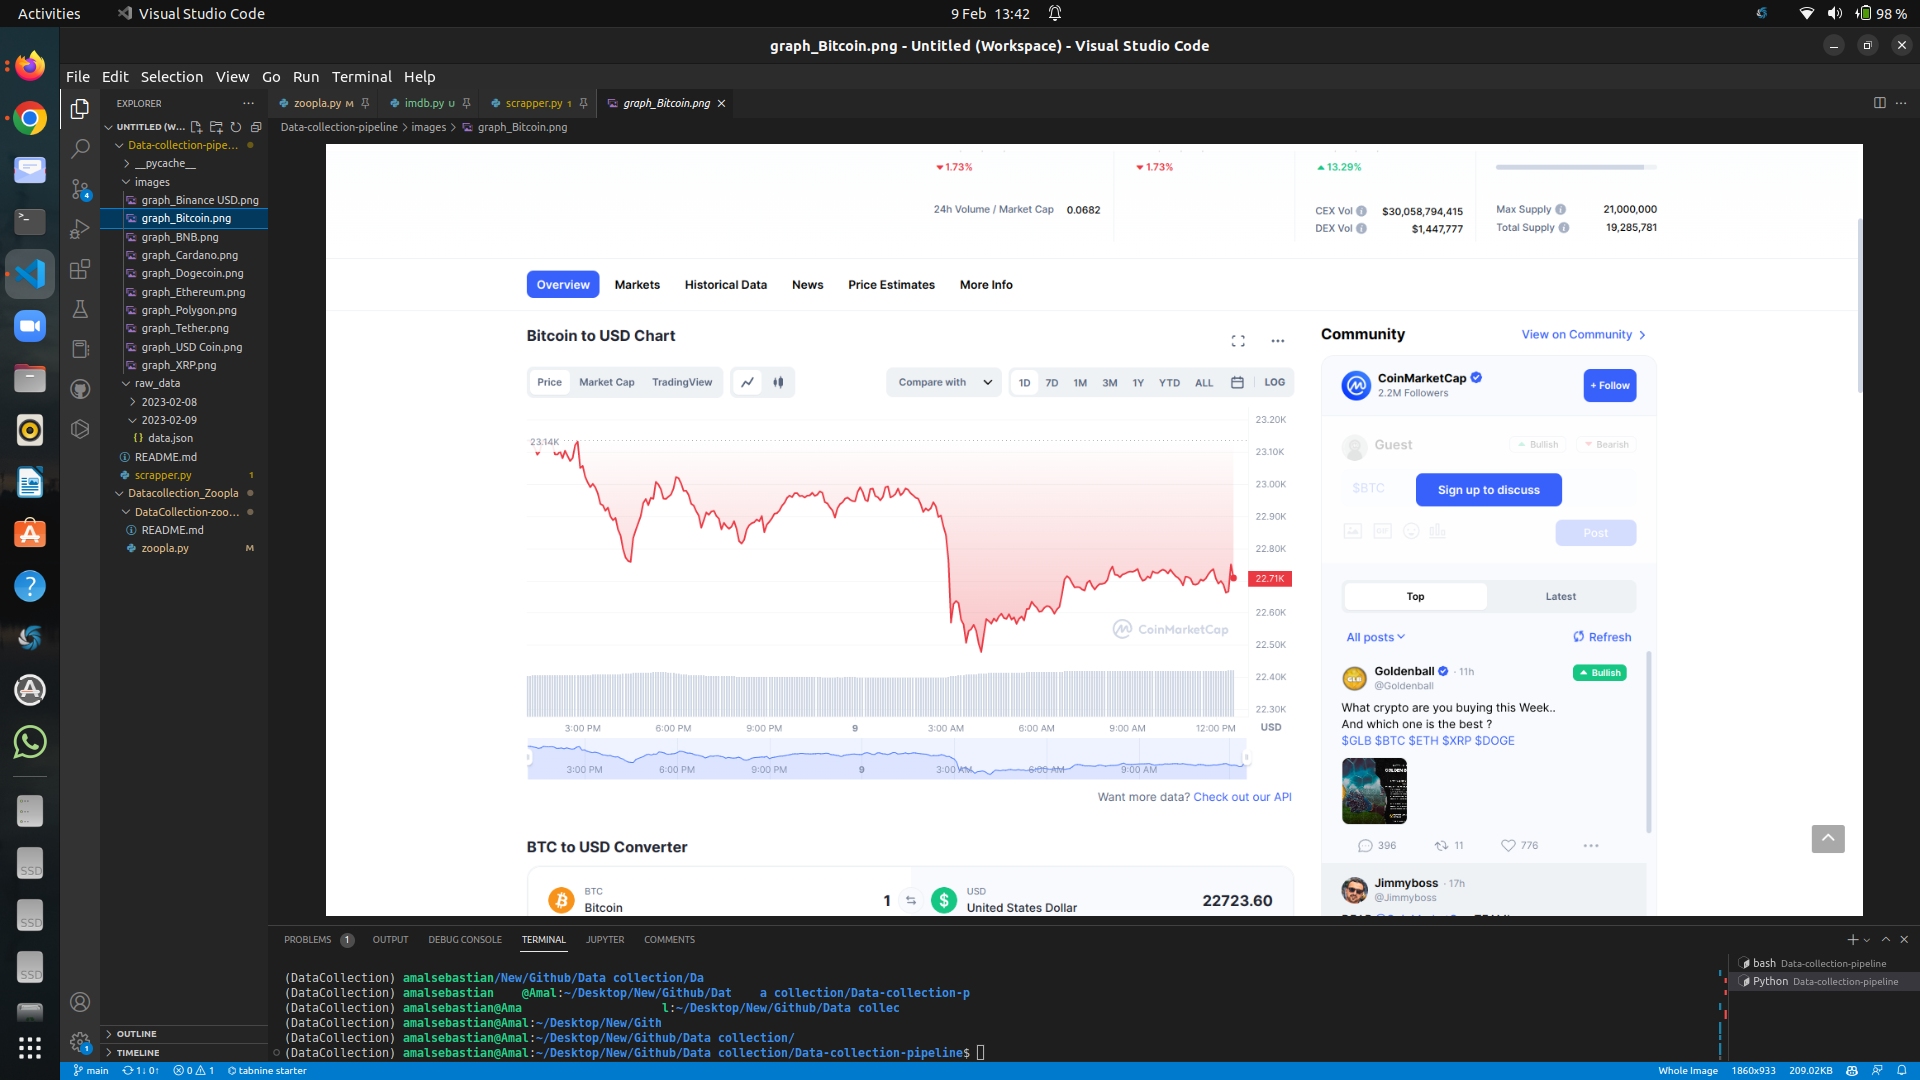 Activities
Visual Studio Code
9 Feb 13:42
98 %
graph_Bitcoin.png - Untitled (Workspace) - Visual Studio Code
File Edit Selection View Go Run Terminal Help
EXPLORER
UNTITLED (W...
Data-collection-pipe...
__pycache__
images
graph_Binance USD.png
graph_Bitcoin.png
graph_BNB.png
graph_Cardano.png
graph_Dogecoin.png
graph_Ethereum.png
graph_Polygon.png
graph_Tether.png
graph_USD Coin.png
graph_XRP.png
raw_data
2023-02-08
2023-02-09
{} data.json
README.md
scrapper.py 1
Datacollection_Zoopla
DataCollection-zoo...
README.md
zoopla.py M
OUTLINE
TIMELINE
zoopla.py M
imdb.py U
scrapper.py 1
graph_Bitcoin.png
Data-collection-pipeline > images > graph_Bitcoin.png
1.73%
1.73%
13.29%
24h Volume / Market Cap 0.0682
CEX Vol $30,058,794,415
DEX Vol $1,447,777
Max Supply 21,000,000
Total Supply 19,285,781
Overview Markets Historical Data News Price Estimates More Info
Bitcoin to USD Chart
Price Market Cap TradingView
Compare with
1D 7D 1M 3M 1Y YTD ALL LOG
23.14K
23.20K
23.10K
23.00K
22.90K
22.80K
22.71K
22.60K
22.50K
22.40K
22.30K
CoinMarketCap
3:00 PM 6:00 PM 9:00 PM 9 3:00 AM 6:00 AM 9:00 AM 12:00 PM USD
3:00 PM 6:00 PM 9:00 PM 9 3:00 AM 6:00 AM 9:00 AM
Want more data? Check out our API
BTC to USD Converter
BTC
Bitcoin
1
USD
United States Dollar
22723.60
Community
View on Community
CoinMarketCap
2.2M Followers
+ Follow
Guest
Bullish
Bearish
$BTC
Sign up to discuss
GIF
Post
Top
Latest
All posts
Refresh
Goldenball · 11h
@Goldenball
Bullish
What crypto are you buying this Week..
And which one is the best ?
$GLB $BTC $ETH $XRP $DOGE
396 11 776
Jimmyboss · 17h
@Jimmyboss
PROBLEMS 1 OUTPUT DEBUG CONSOLE TERMINAL JUPYTER COMMENTS
(DataCollection) amalsebastian/New/Github/Data collection/Da
(DataCollection) amalsebastian @Amal:~/Desktop/New/Github/Dat a collection/Data-collection-p
(DataCollection) amalsebastian@Ama l:~/Desktop/New/Github/Data collec
(DataCollection) amalsebastian@Amal:~/Desktop/New/Gith
(DataCollection) amalsebastian@Amal:~/Desktop/New/Github/Data collection/
(DataCollection) amalsebastian@Amal:~/Desktop/New/Github/Data collection/Data-collection-pipeline$
bash Data-collection-pipeline
Python Data-collection-pipeline
main 1↓ 0↑ 0 1 tabnine starter
Whole Image 1860x933 209.02KB